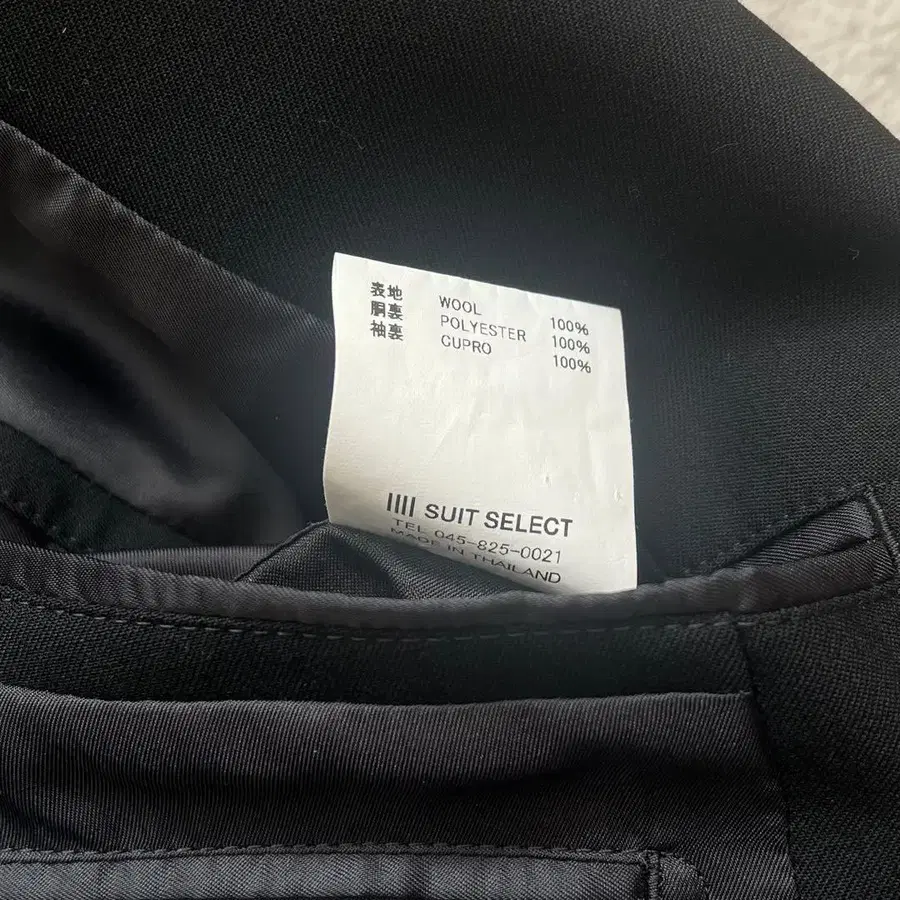 表地 WOOL 100%
胴裏 POLYESTER 100%
袖裏 CUPRO 100%
SUIT SELECT
TEL 045-825-0021
MADE IN THAILAND